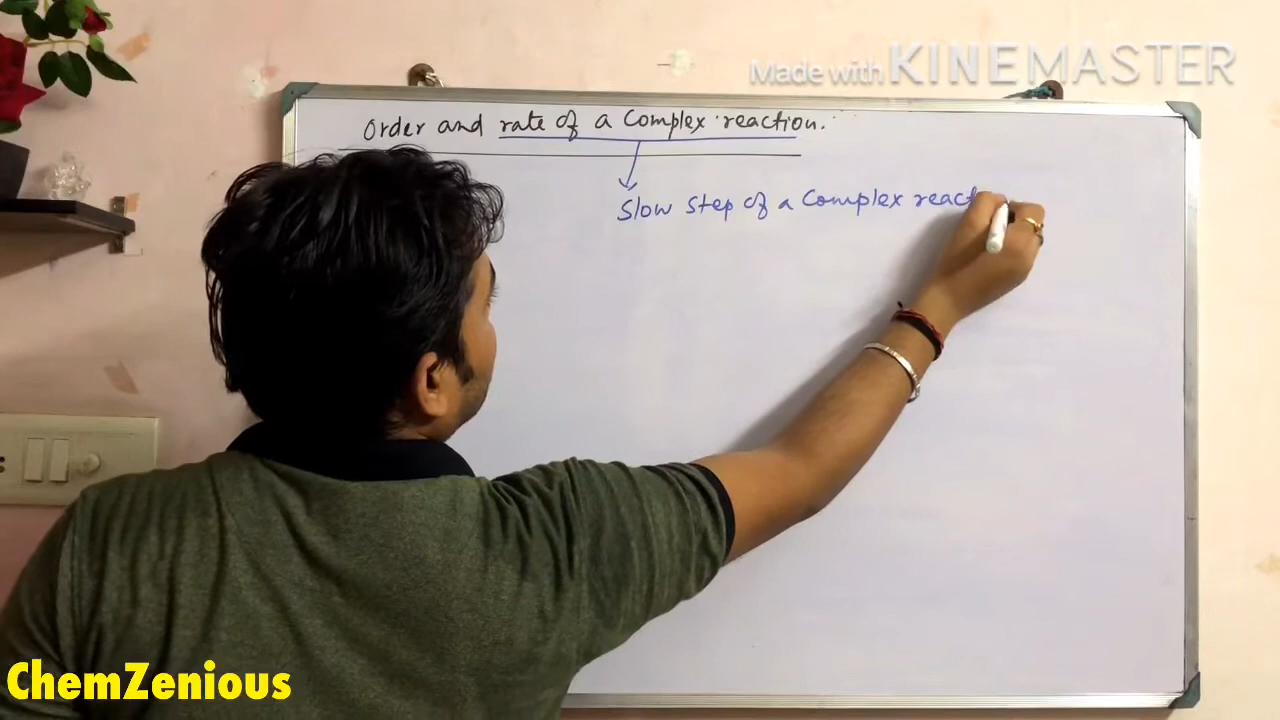 Made with KINEMASTER
Order and rate of a Complex reaction.
Slow Step of a Complex react
ChemZenious